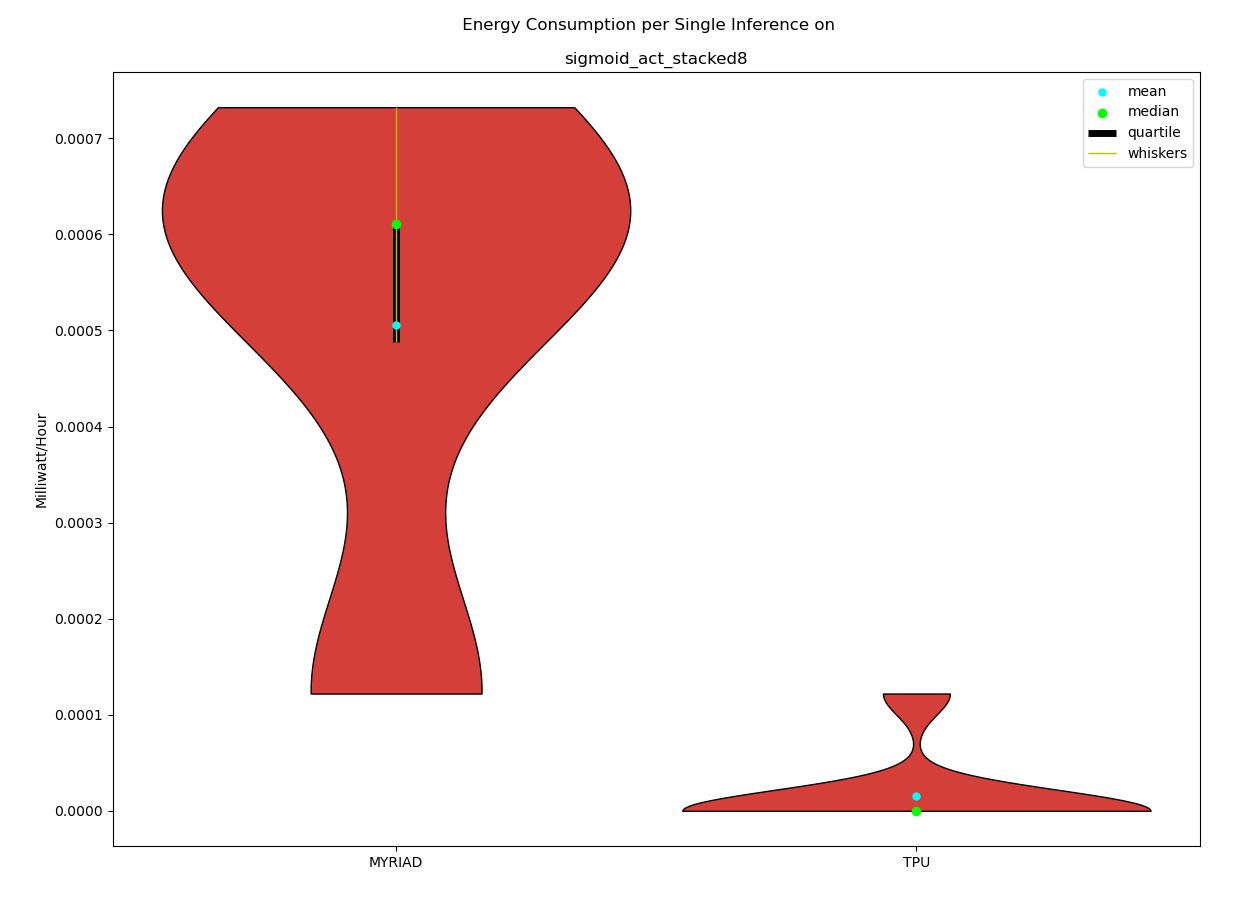 Energy Consumption per Single Inference on
sigmoid_act_stacked8
mean
median
quartile
whiskers
0.0007
0.0006
0.0005
0.0004
0.0003
0.0002
0.0001
0.0000
Milliwatt/Hour
MYRIAD
TPU